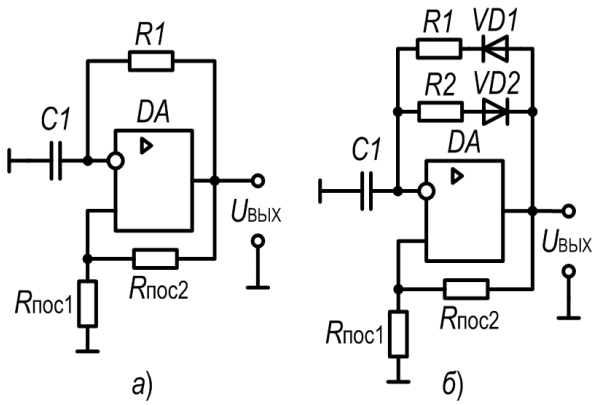 R1
DA
C1
Uвых
Rпос2
Rпос1
а)
R1 VD1
R2 VD2
DA
C1
Uвых
Rпос2
Rпос1
б)